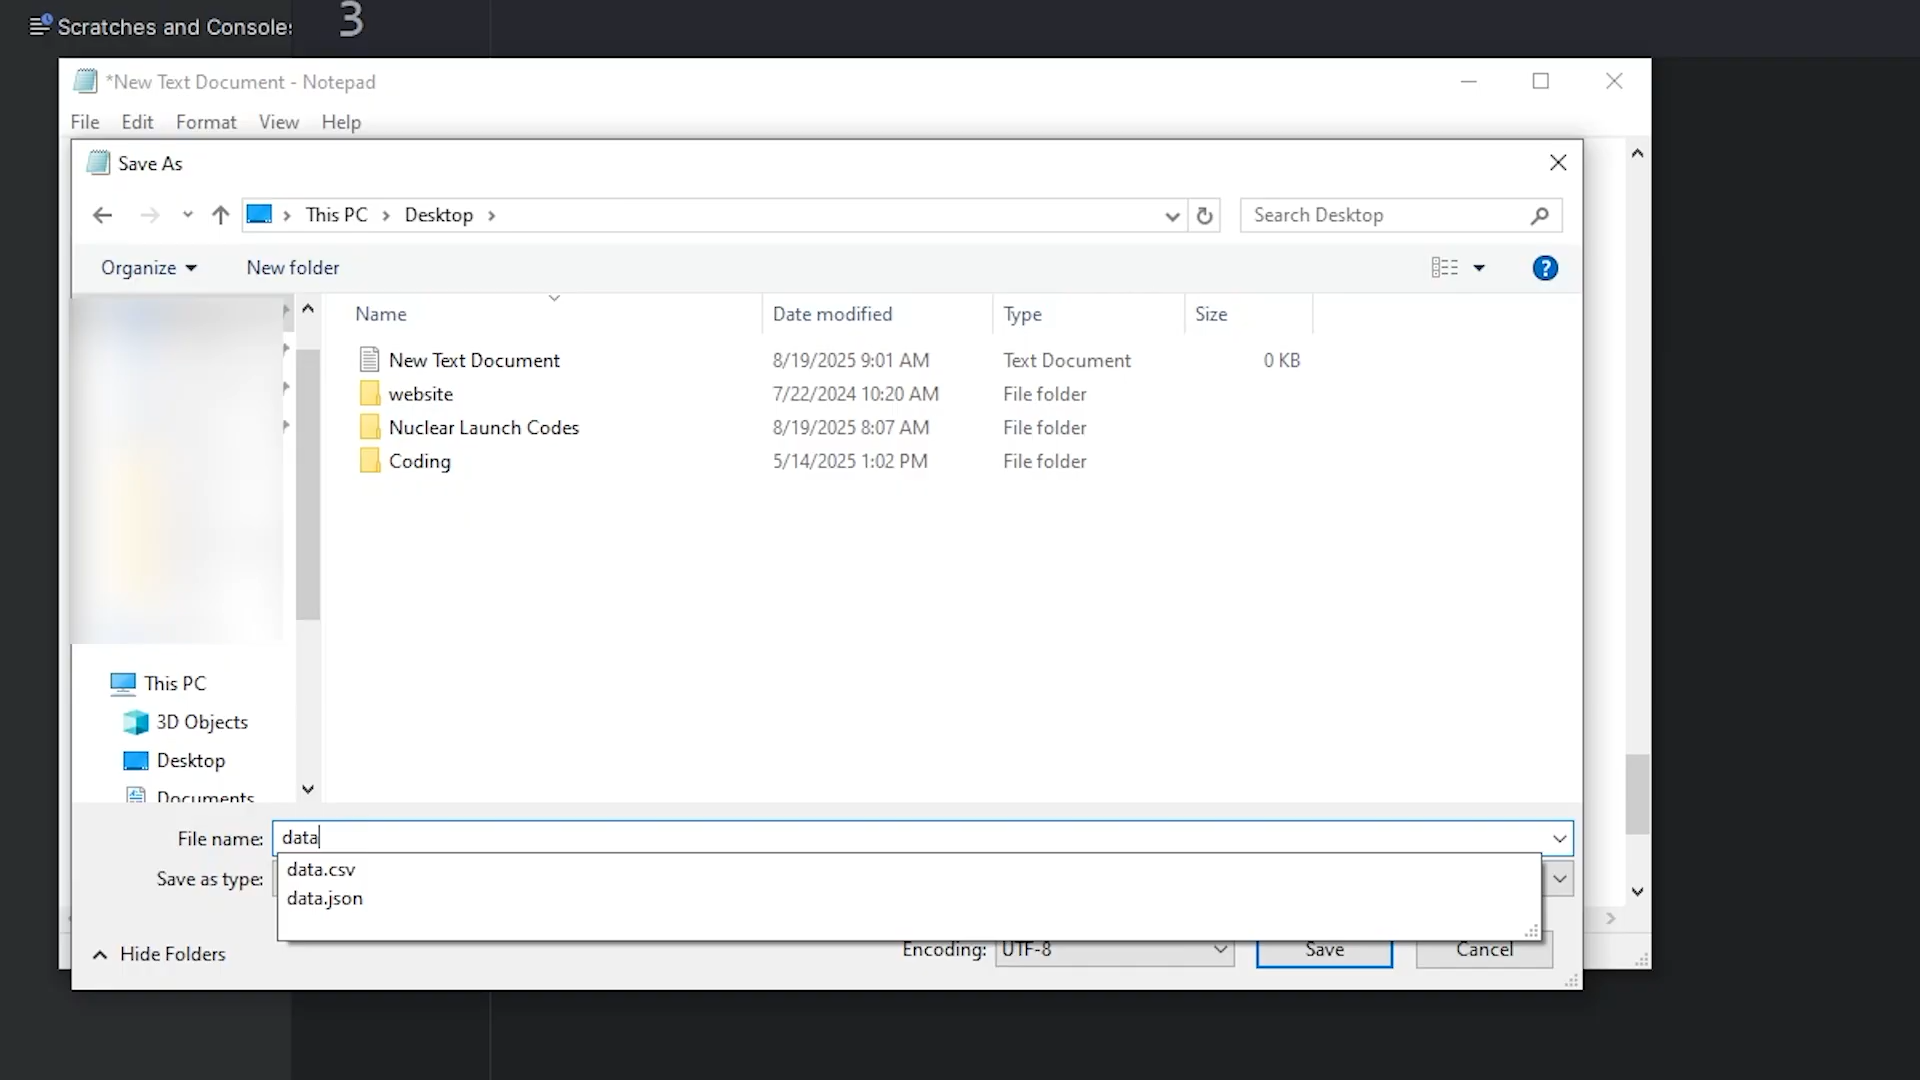 Scratches and Consoles
3
*New Text Document - Notepad
File Edit Format View Help
Save As
This PC Desktop
Search Desktop
Organize New folder
?
Name Date modified Type Size
New Text Document 8/19/2025 9:01 AM Text Document 0 KB
website 7/22/2024 10:20 AM File folder
Nuclear Launch Codes 8/19/2025 8:07 AM File folder
Coding 5/14/2025 1:02 PM File folder
This PC
3D Objects
Desktop
Documents
File name: data
data.csv
Save as type:
data.json
Hide Folders Encoding: UTF-8 Save Cancel